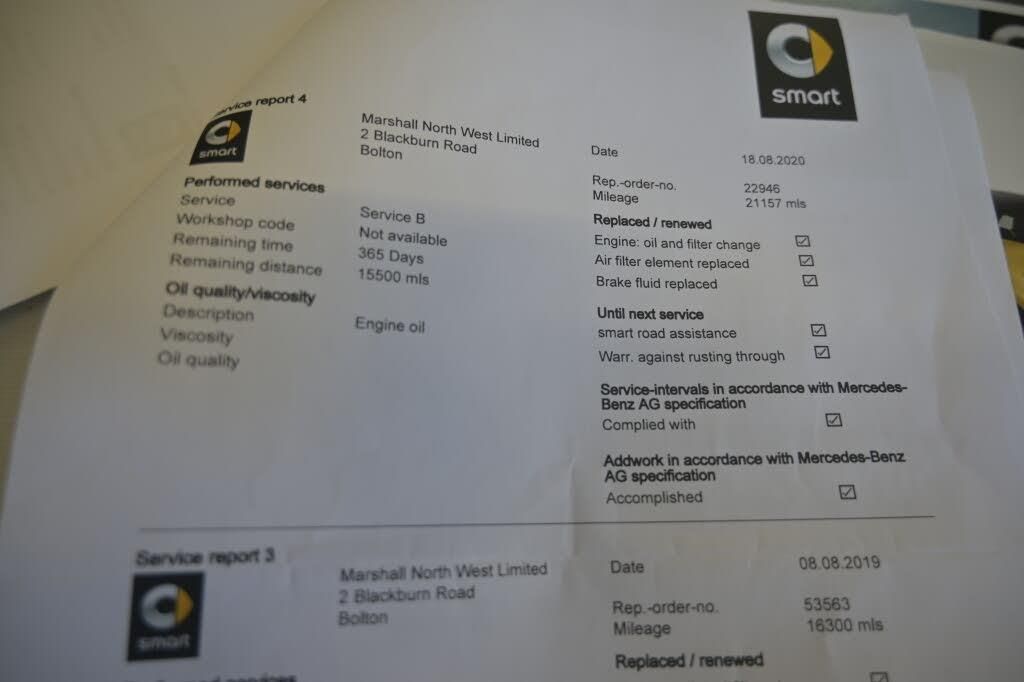 smart
Service report 4
smart
Marshall North West Limited
2 Blackburn Road
Bolton
Date 18.08.2020
Rep.-order-no. 22946
Mileage 21157 mls
Performed services
Service Service B
Workshop code Not available
Remaining time 365 Days
Remaining distance 15500 mls
Oil quality/viscosity
Description Engine oil
Viscosity
Oil quality
Replaced / renewed
Engine: oil and filter change ☑
Air filter element replaced ☑
Brake fluid replaced ☑
Until next service
smart road assistance ☑
Warr. against rusting through ☑
Service-intervals in accordance with Mercedes-
Benz AG specification
Complied with ☑
Addwork in accordance with Mercedes-Benz
AG specification
Accomplished ☑
Service report 3
smart
Marshall North West Limited
2 Blackburn Road
Bolton
Date 08.08.2019
Rep.-order-no. 53563
Mileage 16300 mls
Replaced / renewed